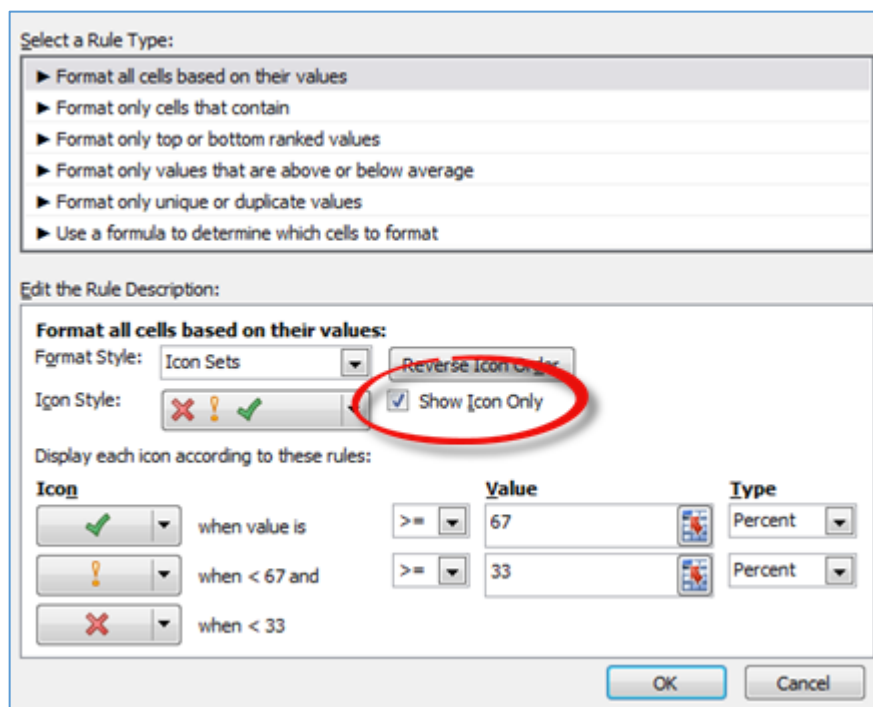 Select a Rule Type:
► Format all cells based on their values
► Format only cells that contain
► Format only top or bottom ranked values
► Format only values that are above or below average
► Format only unique or duplicate values
► Use a formula to determine which cells to format
Edit the Rule Description:
Format all cells based on their values:
Format Style: Icon Sets Reverse Icon Order
Icon Style: Show Icon Only
Display each icon according to these rules:
Icon Value Type
when value is >= 67 Percent
when < 67 and >= 33 Percent
when < 33
OK Cancel